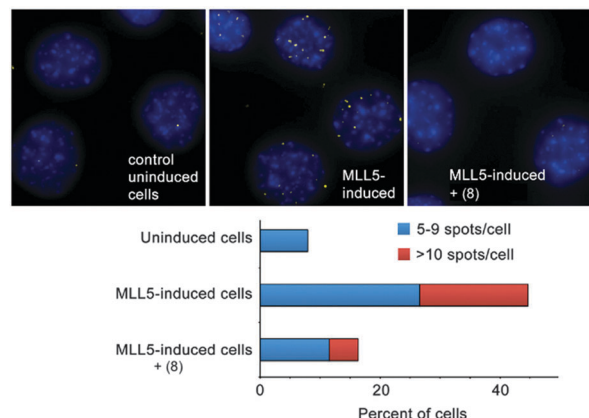 control
uninduced
cells
MLL5-
induced
MLL5-induced
+ (8)
5-9 spots/cell
>10 spots/cell
Uninduced cells
MLL5-induced cells
MLL5-induced cells
+ (8)
0
20
40
Percent of cells